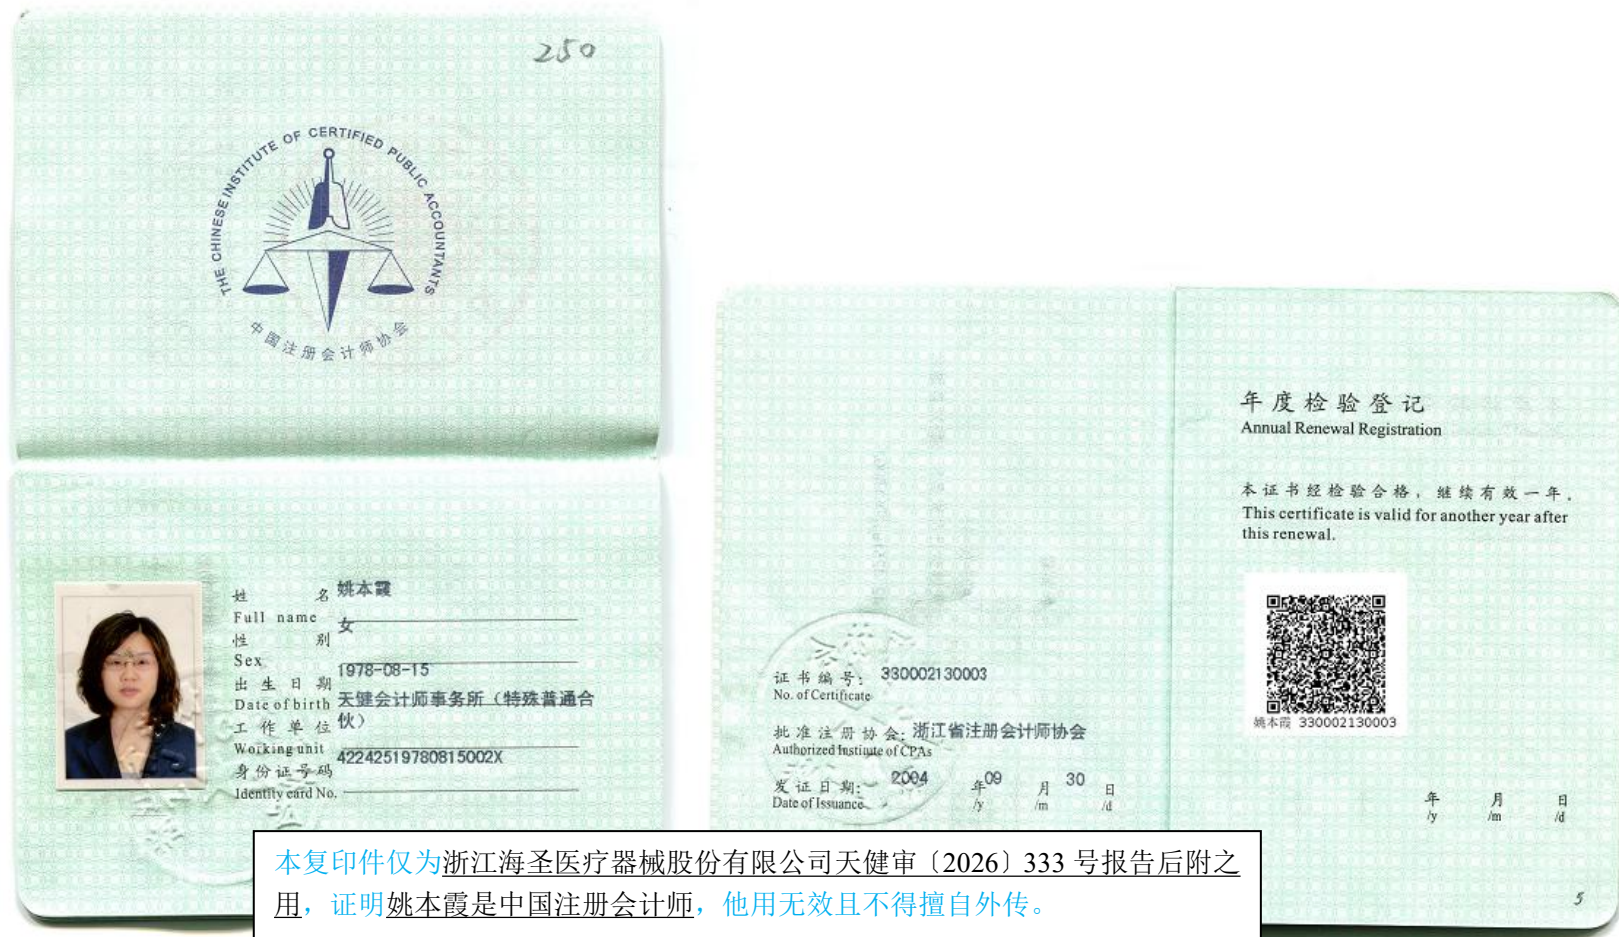 250
THE CHINESE INSTITUTE OF CERTIFIED PUBLIC ACCOUNTANTS
中国注册会计师协会
姓名 姚本霞
Full name
性别 女
Sex
出生日期 1978-08-15
Date of birth
工作单位 天健会计师事务所（特殊普通合
伙）
Working unit
身份证号码 42242519780815002X
Identity card No.
证书编号： 330002130003
No. of Certificate
批准注册协会： 浙江省注册会计师协会
Authorized Institute of CPAs
发证日期： 2004 年 09 月 30 日
Date of Issuance /y /m /d
年度检验登记
Annual Renewal Registration
本证书经检验合格，继续有效一年。
This certificate is valid for another year after
this renewal.
姚本霞 330002130003
年 月 日
/y /m /d
5
本复印件仅为浙江海圣医疗器械股份有限公司天健审〔2026〕333 号报告后附之
用，证明姚本霞是中国注册会计师，他用无效且不得擅自外传。